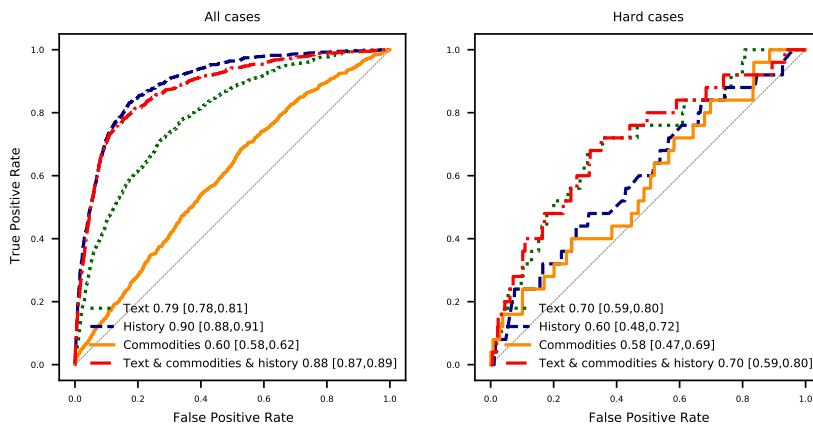 All cases
True Positive Rate
1.0
0.8
0.6
0.4
0.2
0.0
Text 0.79 [0.78,0.81]
History 0.90 [0.88,0.91]
Commodities 0.60 [0.58,0.62]
Text & commodities & history 0.88 [0.87,0.89]
0.0 0.2 0.4 0.6 0.8 1.0
False Positive Rate
Hard cases
1.0
0.8
0.6
0.4
0.2
0.0
Text 0.70 [0.59,0.80]
History 0.60 [0.48,0.72]
Commodities 0.58 [0.47,0.69]
Text & commodities & history 0.70 [0.59,0.80]
0.0 0.2 0.4 0.6 0.8 1.0
False Positive Rate